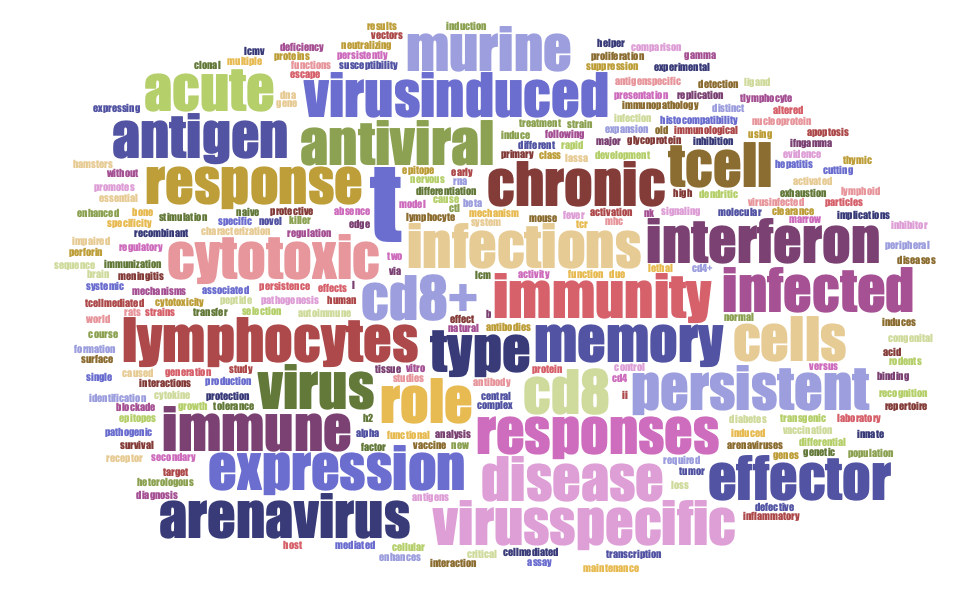 results induction
vectors murine helper
lcmv deficiency neutralizing comparison
multiple proteins persistently proliferation gamma
clonal functions susceptibility suppression experimental
escape
acute virusinduced antigenspecific detection ligand
dna presentation replication tlymphocyte
expressing gene immunopathology distinct altered
antigen antiviral treatment strain infection histocompatibility nucleoprotein
induce following expansion old immunological apoptosis
different rapid major glycoprotein inhibition using ifngamma
primary class lassa development tcell evidence
hamsters epitope early hepatitis thymic
without response t nervous rna chronic cutting
promotes differentiation activated
essential model cause beta high dendritic exhaustion lymphoid
ctl virusinfected particles
enhanced bone stimulation naive protective absence lymphocyte mechanism mouse fever activation nk signaling molecular clearance implications
specificity specific novel killer edge system tcr mhc marrow inhibitor
recombinant characterization regulation
impaired regulatory cytotoxic infections interferon peripheral
perforin two
sequence immunization via lcm activity function due lethal cd4+ diseases
brain meningitis
systemic mechanisms associated persistence effects l cd8+ immunity infected
tcellmediated cytotoxicity peptide pathogenesis human
rats strains transfer selection autoimmune b normal
world effect induces
course lymphocytes natural antibodies type memory cells congenital
formation acid
surface tissue vitro protein control versus rodents
single caused generation study studies cd4 binding
interactions production virus role antibody cd8 persistent
identification cytokine protection central ii recognition
blockade growth tolerance complex repertoire
epitopes immune h2 responses diabetes transgenic laboratory
pathogenic alpha functional analysis induced vaccination innate
survival factor vaccine new arenaviruses differential
receptor secondary genes genetic population
target expression disease required effector
heterologous tumor
diagnosis loss
arenavirus antigens virusspecific defective
inflammatory
host mediated cellular critical cellmediated transcription
enhances interaction assay
maintenance